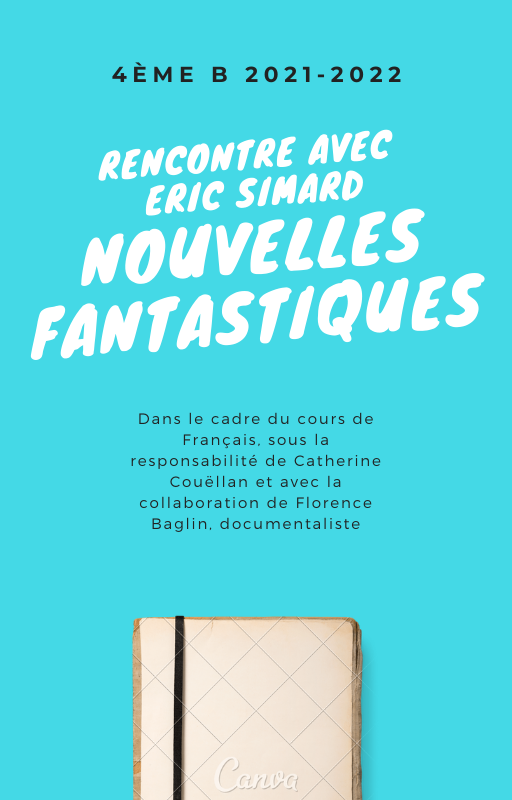 4ÈME B 2021-2022
RENCONTRE AVEC
ERIC SIMARD
NOUVELLES
FANTASTIQUES
Dans le cadre du cours de
Français, sous la
responsabilité de Catherine
Couëllan et avec la
collaboration de Florence
Baglin, documentaliste
Canva